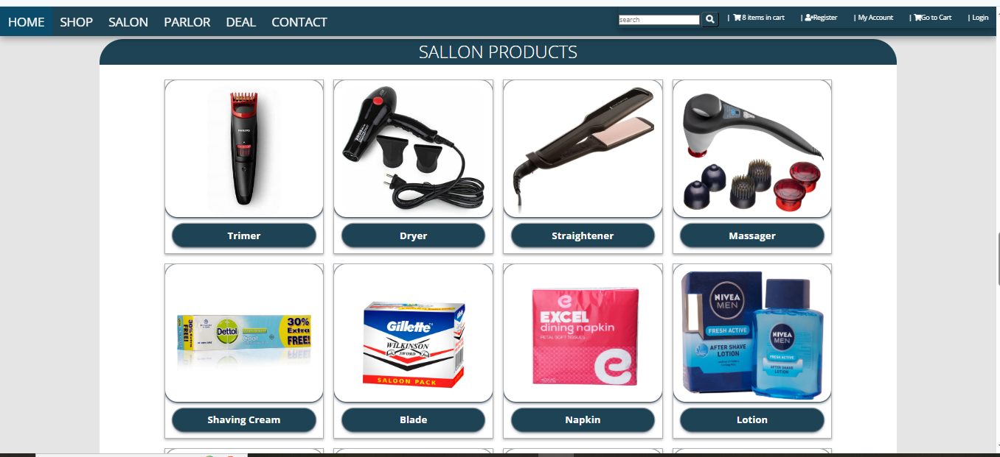 HOME SHOP SALON PARLOR DEAL CONTACT
search
| 8 items in cart | Register | My Account | Go to Cart | Login
SALLON PRODUCTS
Trimer
Dryer
Straightener
Massager
30% Extra FREE!
Dettol
Cool
30%
Extra
FREE!
Gillette
WILKINSON
SWORD
SALOON PACK
e
EXCEL
dining napkin
PETAL SOFT TISSUES
e
NIVEA
MEN
FRESH ACTIVE
AFTER SHAVE
LOTION
NIVEA
MEN
FRESH ACTIVE
AFTER SHAVE
LOTION
Shaving Cream
Blade
Napkin
Lotion